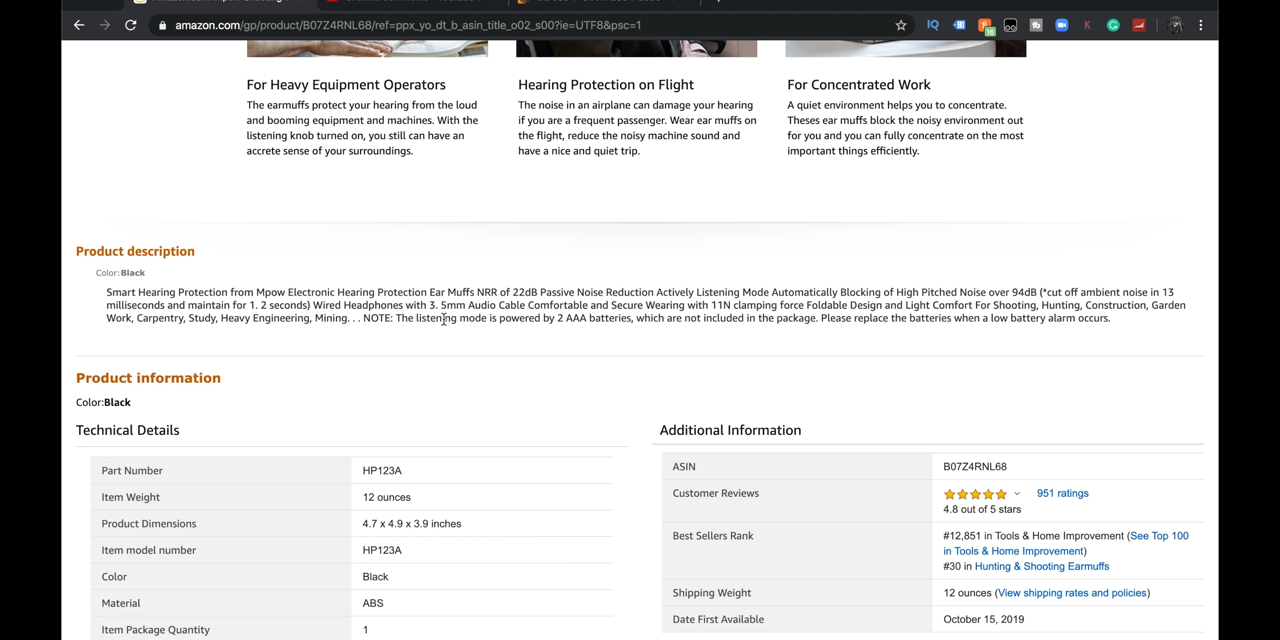 amazon.com/gp/product/B07Z4RNL68/ref=ppx_yo_dt_b_asin_title_o02_s00?ie=UTF8&psc=1
For Heavy Equipment Operators
The earmuffs protect your hearing from the loud
and booming equipment and machines. With the
listening knob turned on, you still can have an
accrete sense of your surroundings.
Hearing Protection on Flight
The noise in an airplane can damage your hearing
if you are a frequent passenger. Wear ear muffs on
the flight, reduce the noisy machine sound and
have a nice and quiet trip.
For Concentrated Work
A quiet environment helps you to concentrate.
Theses ear muffs block the noisy environment out
for you and you can fully concentrate on the most
important things efficiently.
Product description
Color:Black
Smart Hearing Protection from Mpow Electronic Hearing Protection Ear Muffs NRR of 22dB Passive Noise Reduction Actively Listening Mode Automatically Blocking of High Pitched Noise over 94dB (*cut off ambient noise in 13
milliseconds and maintain for 1. 2 seconds) Wired Headphones with 3. 5mm Audio Cable Comfortable and Secure Wearing with 11N clamping force Foldable Design and Light Comfort For Shooting, Hunting, Construction, Garden
Work, Carpentry, Study, Heavy Engineering, Mining. . . NOTE: The listening mode is powered by 2 AAA batteries, which are not included in the package. Please replace the batteries when a low battery alarm occurs.
Product information
Color:Black
Technical Details
Part Number HP123A
Item Weight 12 ounces
Product Dimensions 4.7 x 4.9 x 3.9 inches
Item model number HP123A
Color Black
Material ABS
Item Package Quantity 1
Additional Information
ASIN B07Z4RNL68
Customer Reviews 951 ratings
4.8 out of 5 stars
Best Sellers Rank #12,851 in Tools & Home Improvement (See Top 100
in Tools & Home Improvement)
#30 in Hunting & Shooting Earmuffs
Shipping Weight 12 ounces (View shipping rates and policies)
Date First Available October 15, 2019